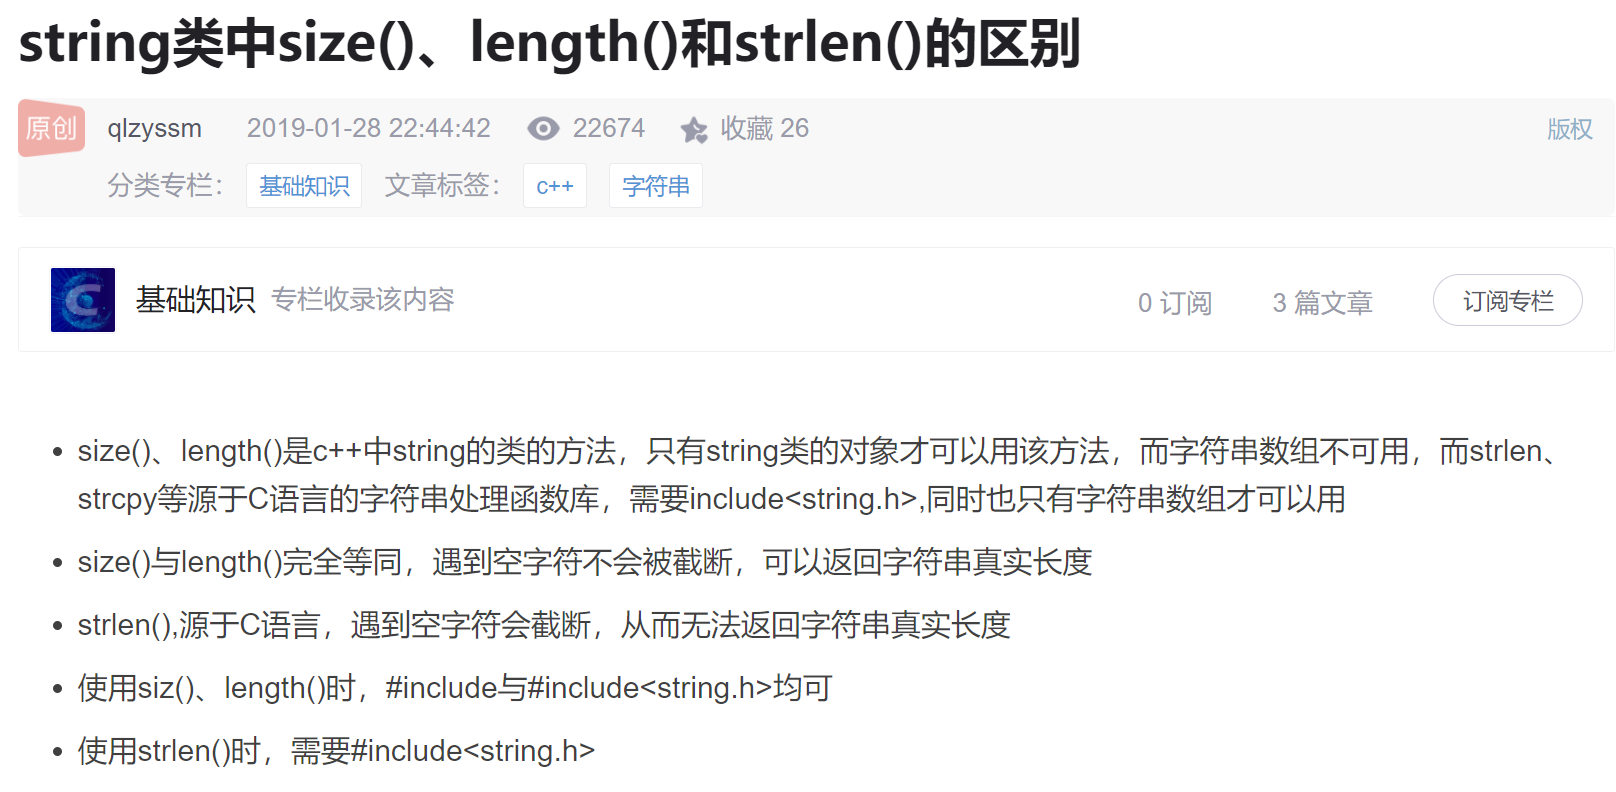 string类中size()、length()和strlen()的区别
原创 qlzyssm 2019-01-28 22:44:42 22674 收藏 26 版权
分类专栏： 基础知识 文章标签： c++ 字符串
C 基础知识 专栏收录该内容 0 订阅 3 篇文章 订阅专栏
• size()、length()是c++中string的类的方法，只有string类的对象才可以用该方法，而字符串数组不可用，而strlen、
strcpy等源于C语言的字符串处理函数库，需要include<string.h>,同时也只有字符串数组才可以用
• size()与length()完全等同，遇到空字符不会被截断，可以返回字符串真实长度
• strlen(),源于C语言，遇到空字符会截断，从而无法返回字符串真实长度
• 使用siz()、length()时，#include与#include<string.h>均可
• 使用strlen()时，需要#include<string.h>